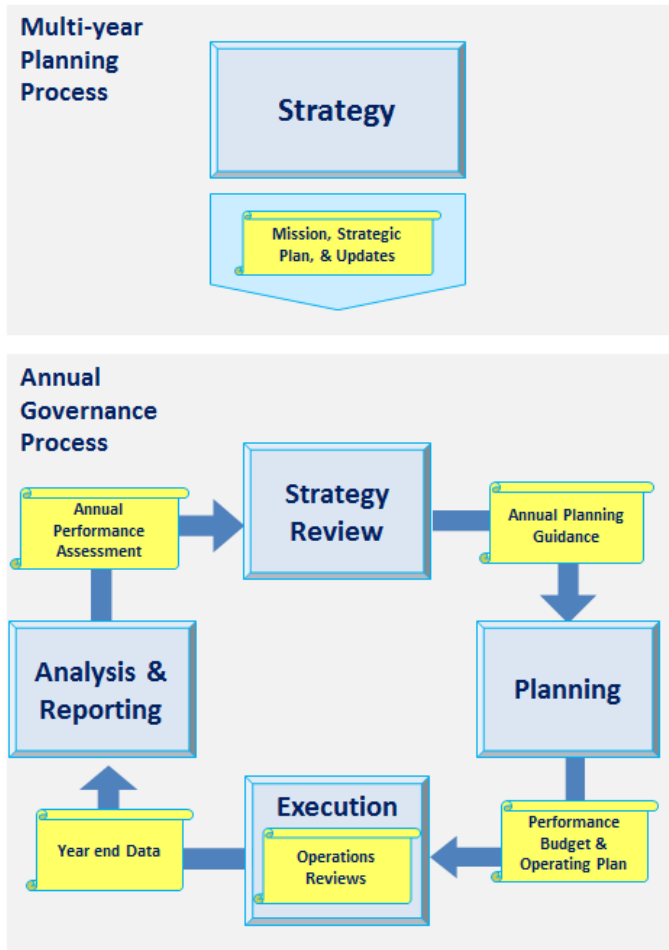 Multi-year
Planning
Process
Strategy
Mission, Strategic
Plan, & Updates
Annual
Governance
Process
Strategy
Review
Annual Planning
Guidance
Planning
Performance
Budget &
Operating Plan
Execution
Operations
Reviews
Year end Data
Analysis &
Reporting
Annual
Performance
Assessment